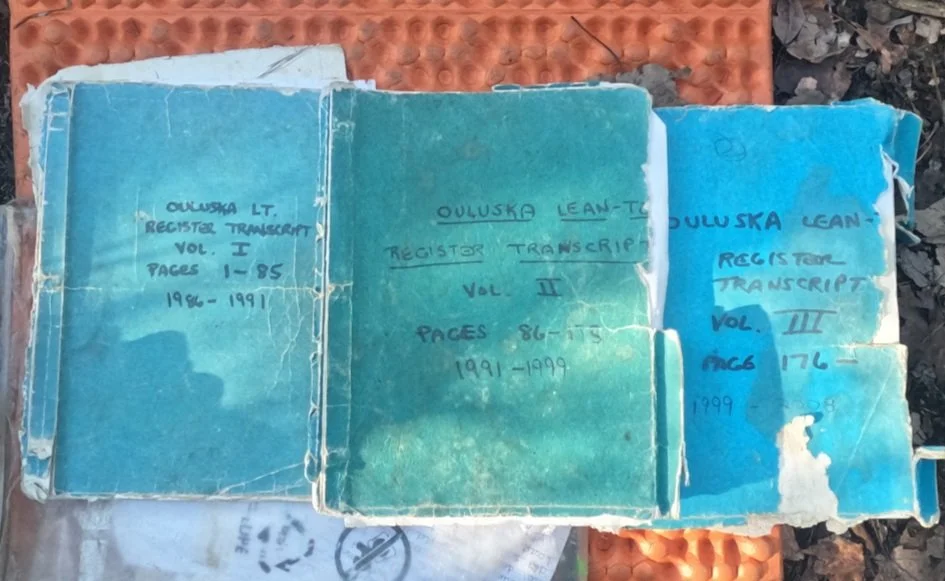 OULUSKA LT.
REGISTER TRANSCRIPT
VOL. I
PAGES 1-85
1986-1991
OULUSKA LEAN-TO
REGISTER TRANSCRIPT
VOL. II
PAGES 86-175
1991-1999
OULUSKA LEAN-
REGISTER
TRANSCRIPT
VOL. III
PAGE 176-
1999 -